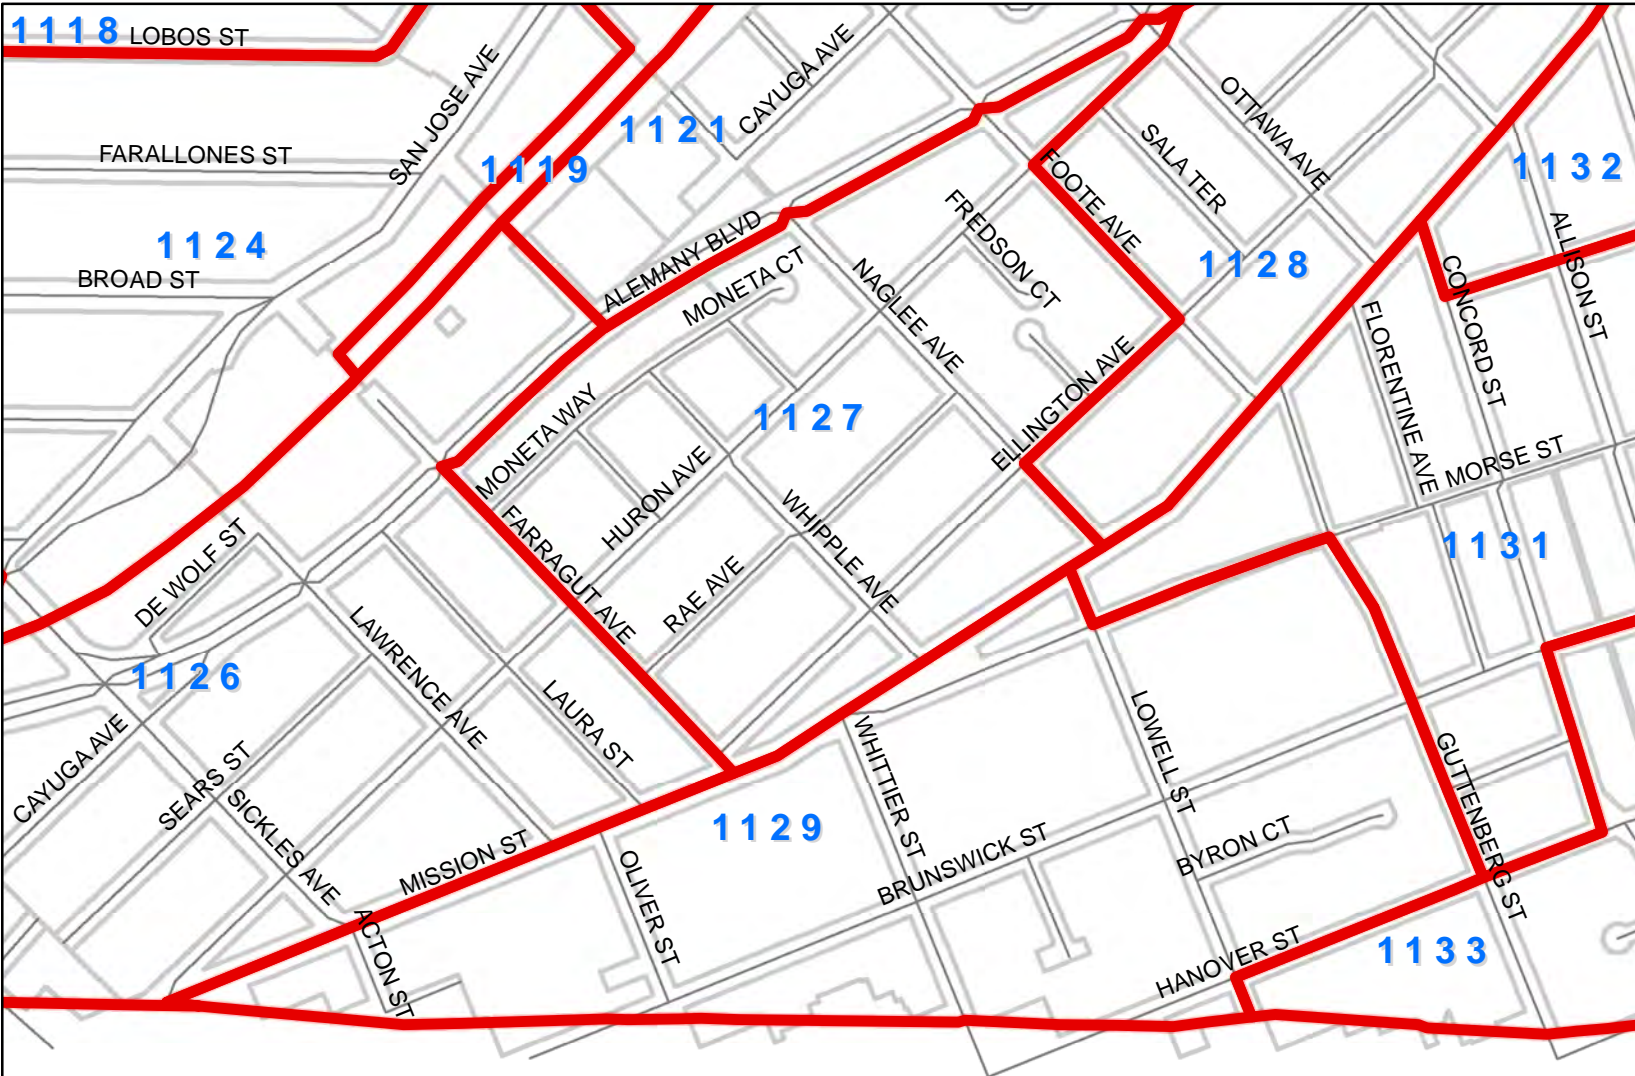 1118
LOBOS ST
SAN JOSE AVE
CAYUGA AVE
OTTAWA AVE
1121
FARALLONES ST
1119
SALA TER
1132
FOOTE AVE
FREDSON CT
1124
ALEMANY BLVD
ALLISON ST
BROAD ST
MONETA CT
1128
NAGLEE AVE
CONCORD ST
FLORENTINE AVE
ELLINGTON AVE
MONETA WAY
1127
HURON AVE
MORSE ST
WHIPPLE AVE
FARRAGUT AVE
DE WOLF ST
1131
RAE AVE
LAWRENCE AVE
1126
LAURA ST
LOWELL ST
CAYUGA AVE
SEARS ST
WHITTIER ST
GUTTENBERG ST
SICKLES AVE
1129
MISSION ST
BRUNSWICK ST
BYRON CT
OLIVER ST
ACTON ST
HANOVER ST
1133